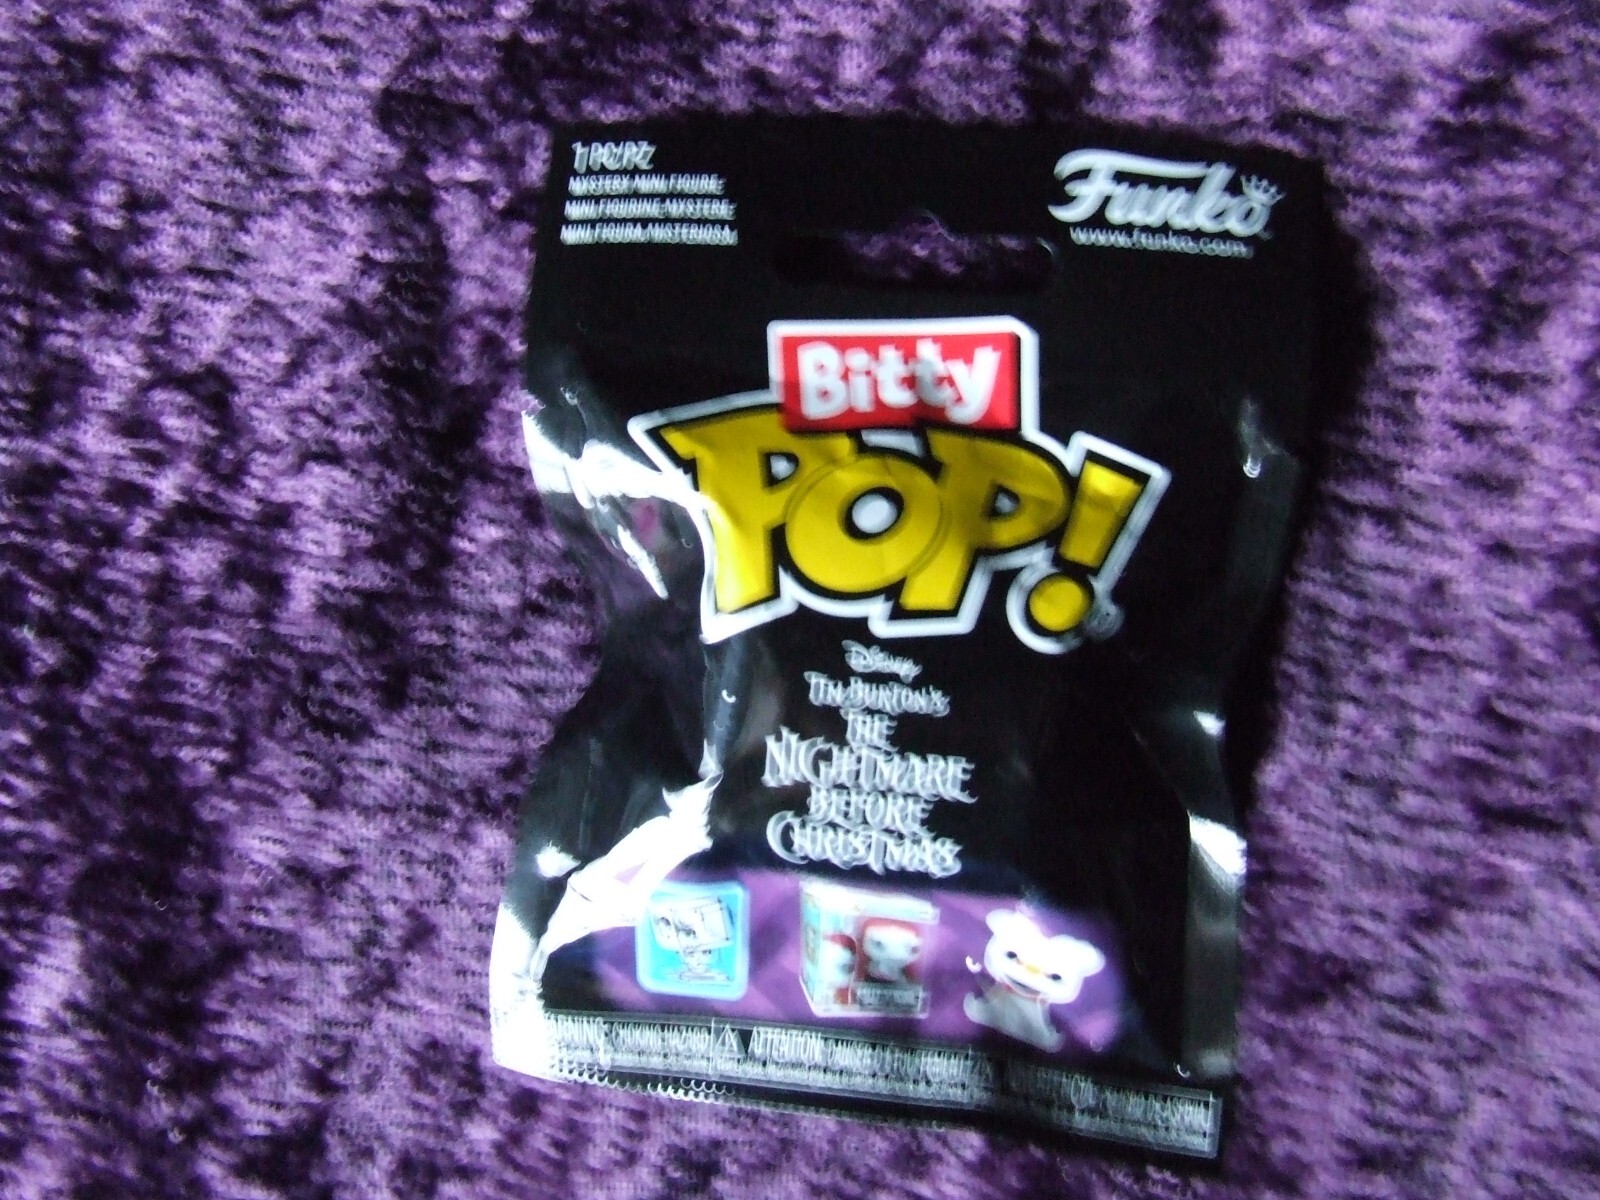 1 PC/PZ
MYSTERY MINI FIGURE
MINI FIGURINE MYSTÈRE
MINI FIGURA MISTERIOSA
Funko
www.funko.com
Bitty
POP!
Disney
TIM BURTON'S
THE
NIGHTMARE
BEFORE
CHRISTMAS
WARNING: CHOKING HAZARD
ATTENTION: